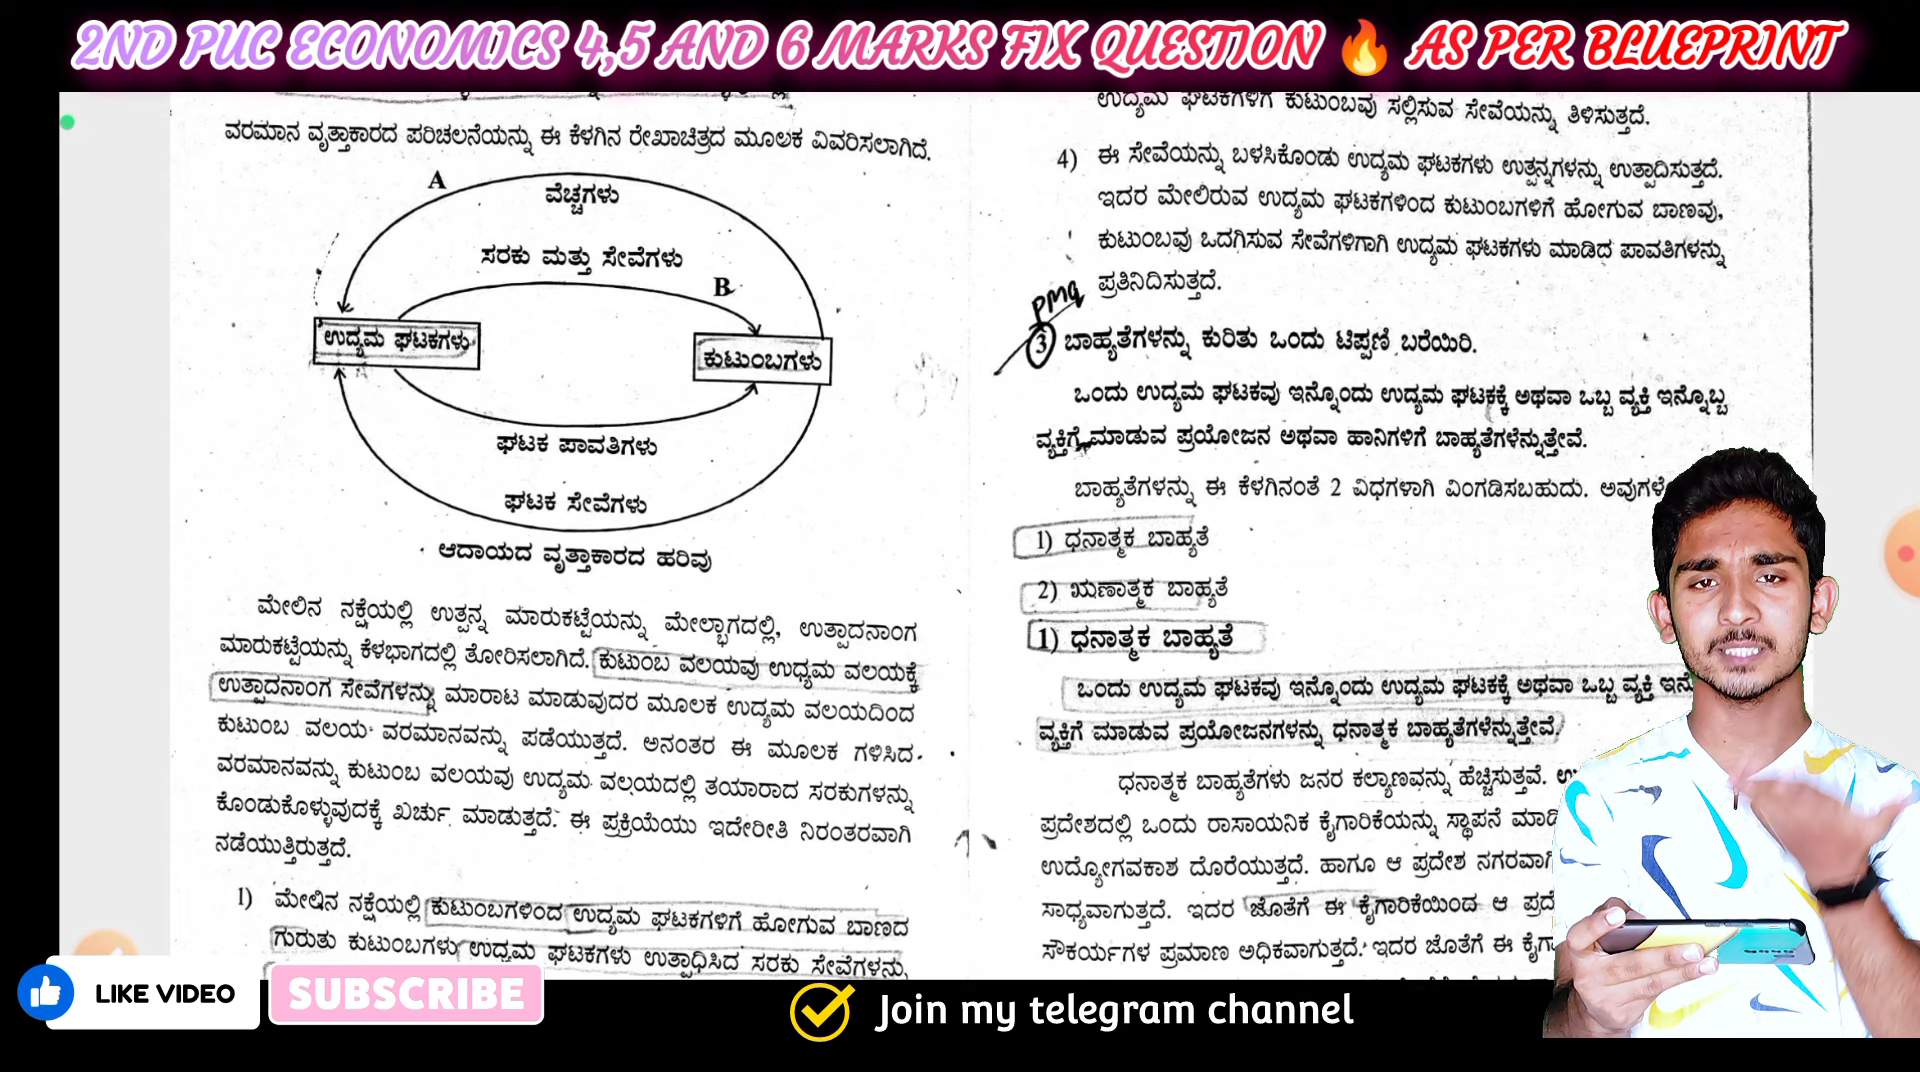 2ND PUC ECONOMICS 4,5 AND 6 MARKS FIX QUESTION 🔥 AS PER BLUEPRINT
ವರಮಾನ ವೃತ್ತಾಕಾರದ ಪರಿಚಲನೆಯನ್ನು ಈ ಕೆಳಗಿನ ರೇಖಾಚಿತ್ರದ ಮೂಲಕ ವಿವರಿಸಲಾಗಿದೆ.
A
ವೆಚ್ಚಗಳು
ಸರಕು ಮತ್ತು ಸೇವೆಗಳು
B
ಉದ್ಯಮ ಘಟಕಗಳು
ಕುಟುಂಬಗಳು
ಘಟಕ ಪಾವತಿಗಳು
ಘಟಕ ಸೇವೆಗಳು
ಆದಾಯದ ವೃತ್ತಾಕಾರದ ಹರಿವು
ಮೇಲಿನ ನಕ್ಷೆಯಲ್ಲಿ ಉತ್ಪನ್ನ ಮಾರುಕಟ್ಟೆಯನ್ನು ಮೇಲ್ಭಾಗದಲ್ಲಿ, ಉತ್ಪಾದನಾಂಗ
ಮಾರುಕಟ್ಟೆಯನ್ನು ಕೆಳಭಾಗದಲ್ಲಿ ತೋರಿಸಲಾಗಿದೆ. ಕುಟುಂಬ ವಲಯವು ಉಧ್ಯಮ ವಲಯಕ್ಕೆ
ಉತ್ಪಾದನಾಂಗ ಸೇವೆಗಳನ್ನು ಮಾರಾಟ ಮಾಡುವುದರ ಮೂಲಕ ಉದ್ಯಮ ವಲಯದಿಂದ
ಕುಟುಂಬ ವಲಯ ವರಮಾನವನ್ನು ಪಡೆಯುತ್ತದೆ. ಅನಂತರ ಈ ಮೂಲಕ ಗಳಿಸಿದ
ವರಮಾನವನ್ನು ಕುಟುಂಬ ವಲಯವು ಉದ್ಯಮ ವಲಯದಲ್ಲಿ ತಯಾರಾದ ಸರಕುಗಳನ್ನು
ಕೊಂಡುಕೊಳ್ಳುವುದಕ್ಕೆ ಖರ್ಚು ಮಾಡುತ್ತದೆ. ಈ ಪ್ರಕ್ರಿಯೆಯು ಇದೇರೀತಿ ನಿರಂತರವಾಗಿ
ನಡೆಯುತ್ತಿರುತ್ತದೆ.
1) ಮೇಲಿನ ನಕ್ಷೆಯಲ್ಲಿ ಕುಟುಂಬಗಳಿಂದ ಉದ್ಯಮ ಘಟಕಗಳಿಗೆ ಹೋಗುವ ಬಾಣದ
ಗುರುತು ಕುಟುಂಬಗಳು ಉದ್ಯಮ ಘಟಕಗಳು ಉತ್ಪಾಧಿಸಿದ ಸರಕು ಸೇವೆಗಳನ್ನು
ಉದ್ಯಮ ಘಟಕಗಳಿಗೆ ಕುಟುಂಬವು ಸಲ್ಲಿಸುವ ಸೇವೆಯನ್ನು ತಿಳಿಸುತ್ತದೆ.
4) ಈ ಸೇವೆಯನ್ನು ಬಳಸಿಕೊಂಡು ಉದ್ಯಮ ಘಟಕಗಳು ಉತ್ಪನ್ನಗಳನ್ನು ಉತ್ಪಾದಿಸುತ್ತದೆ.
ಇದರ ಮೇಲಿರುವ ಉದ್ಯಮ ಘಟಕಗಳಿಂದ ಕುಟುಂಬಗಳಿಗೆ ಹೋಗುವ ಬಾಣವು,
ಕುಟುಂಬವು ಒದಗಿಸುವ ಸೇವೆಗಳಿಗಾಗಿ ಉದ್ಯಮ ಘಟಕಗಳು ಮಾಡಿದ ಪಾವತಿಗಳನ್ನು
ಪ್ರತಿನಿದಿಸುತ್ತದೆ.
PMQ
3 ಬಾಹ್ಯತೆಗಳನ್ನು ಕುರಿತು ಒಂದು ಟಿಪ್ಪಣಿ ಬರೆಯಿರಿ.
ಒಂದು ಉದ್ಯಮ ಘಟಕವು ಇನ್ನೊಂದು ಉದ್ಯಮ ಘಟಕಕ್ಕೆ ಅಥವಾ ಒಬ್ಬ ವ್ಯಕ್ತಿ ಇನ್ನೊಬ್ಬ
ವ್ಯಕ್ತಿಗೆ ಮಾಡುವ ಪ್ರಯೋಜನ ಅಥವಾ ಹಾನಿಗಳಿಗೆ ಬಾಹ್ಯತೆಗಳೆನ್ನುತ್ತೇವೆ.
ಬಾಹ್ಯತೆಗಳನ್ನು ಈ ಕೆಳಗಿನಂತೆ 2 ವಿಧಗಳಾಗಿ ವಿಂಗಡಿಸಬಹುದು. ಅವುಗಳೆ
1) ಧನಾತ್ಮಕ ಬಾಹ್ಯತೆ
2) ಋಣಾತ್ಮಕ ಬಾಹ್ಯತೆ
1) ಧನಾತ್ಮಕ ಬಾಹ್ಯತೆ
ಒಂದು ಉದ್ಯಮ ಘಟಕವು ಇನ್ನೊಂದು ಉದ್ಯಮ ಘಟಕಕ್ಕೆ ಅಥವಾ ಒಬ್ಬ ವ್ಯಕ್ತಿ
ವ್ಯಕ್ತಿಗೆ ಮಾಡುವ ಪ್ರಯೋಜನಗಳನ್ನು ಧನಾತ್ಮಕ ಬಾಹ್ಯತೆಗಳೆನ್ನುತ್ತೇವೆ.
ಧನಾತ್ಮಕ ಬಾಹ್ಯತೆಗಳು ಜನರ ಕಲ್ಯಾಣವನ್ನು ಹೆಚ್ಚಿಸುತ್ತವೆ.
ಪ್ರದೇಶದಲ್ಲಿ ಒಂದು ರಾಸಾಯನಿಕ ಕೈಗಾರಿಕೆಯನ್ನು ಸ್ಥಾಪನೆ
ಉದ್ಯೋಗವಕಾಶ ದೊರೆಯುತ್ತದೆ. ಹಾಗೂ ಆ ಪ್ರದೇಶ ನಗರವಾಗಿ
ಸಾಧ್ಯವಾಗುತ್ತದೆ. ಇದರ ಜೊತೆಗೆ ಈ ಕೈಗಾರಿಕೆಯಿಂದ ಆ
ಸೌಕರ್ಯಗಳ ಪ್ರಮಾಣ ಅಧಿಕವಾಗುತ್ತದೆ. ಇದರ ಜೊತೆಗೆ ಈ
LIKE VIDEO
SUBSCRIBE
Join my telegram channel